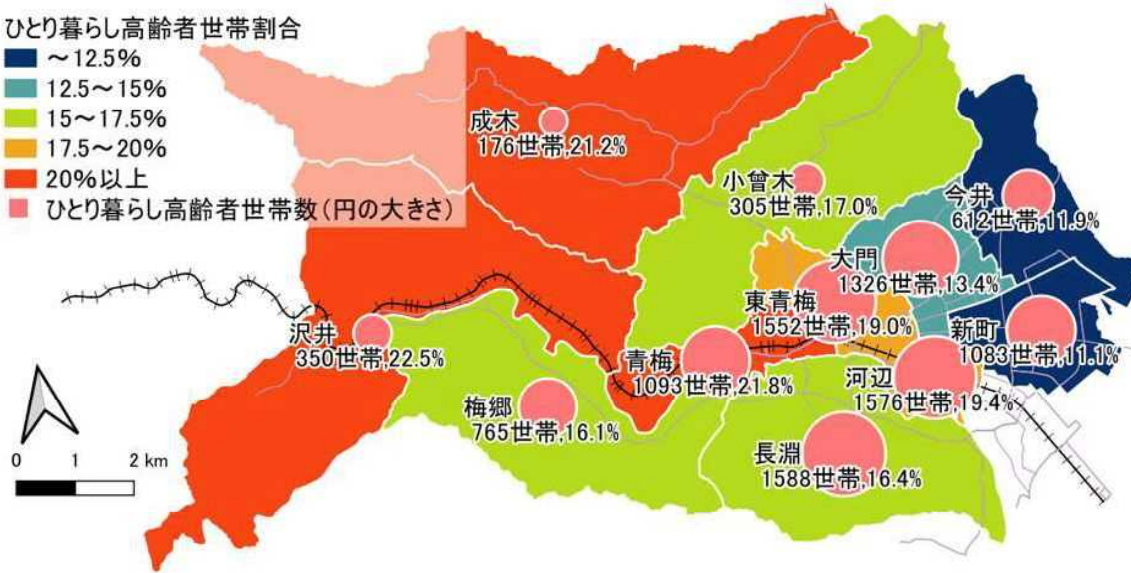 ひとり暮らし高齢者世帯割合
～12.5%
12.5～15%
15～17.5%
17.5～20%
20%以上
ひとり暮らし高齢者世帯数（円の大きさ）
成木
176世帯,21.2%
小曾木
305世帯,17.0%
今井
612世帯,11.9%
大門
1326世帯,13.4%
東青梅
1552世帯,19.0%
新町
1083世帯,11.1%
沢井
350世帯,22.5%
青梅
1093世帯,21.8%
河辺
1576世帯,19.4%
梅郷
765世帯,16.1%
長淵
1588世帯,16.4%
0 1 2 km